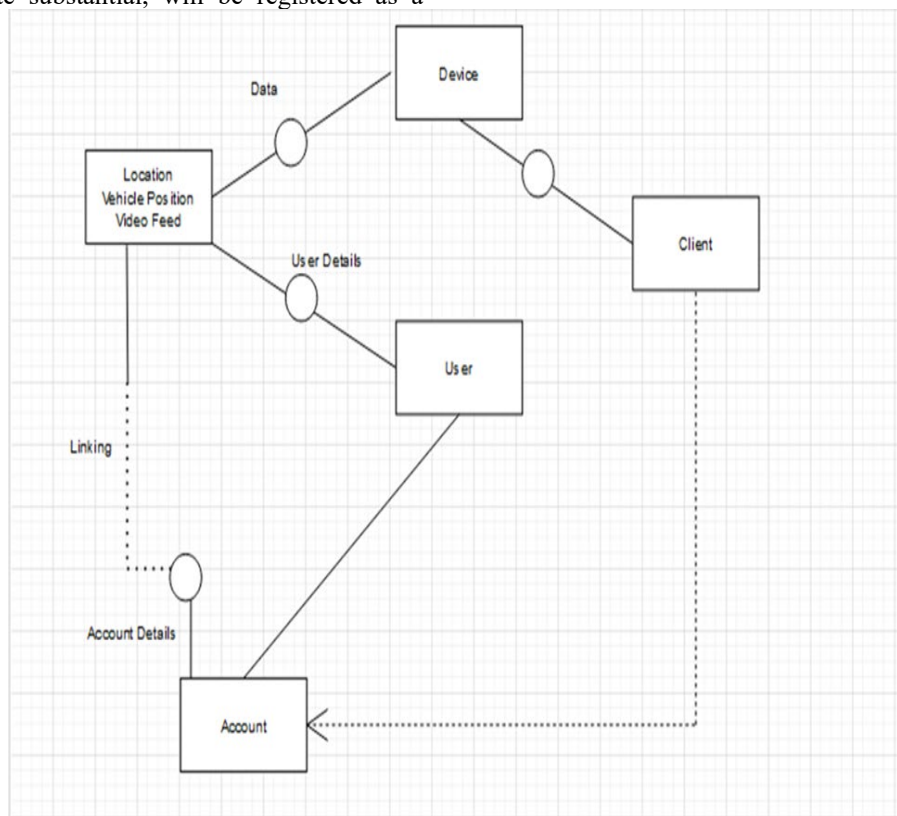 substantial, will be registered as a
Device
Data
Location
Vehicle Position
Video Feed
Client
User Details
User
Linking
Account Details
Account